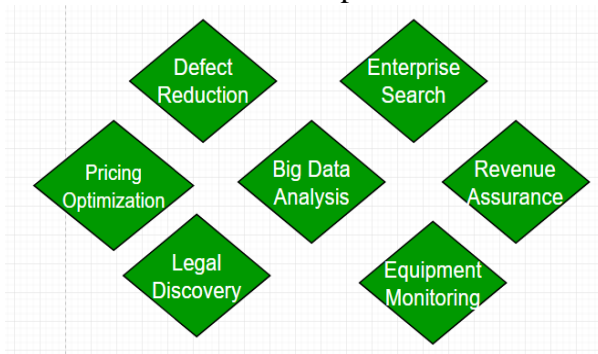 Defect
Reduction
Enterprise
Search
Pricing
Optimization
Big Data
Analysis
Revenue
Assurance
Legal
Discovery
Equipment
Monitoring